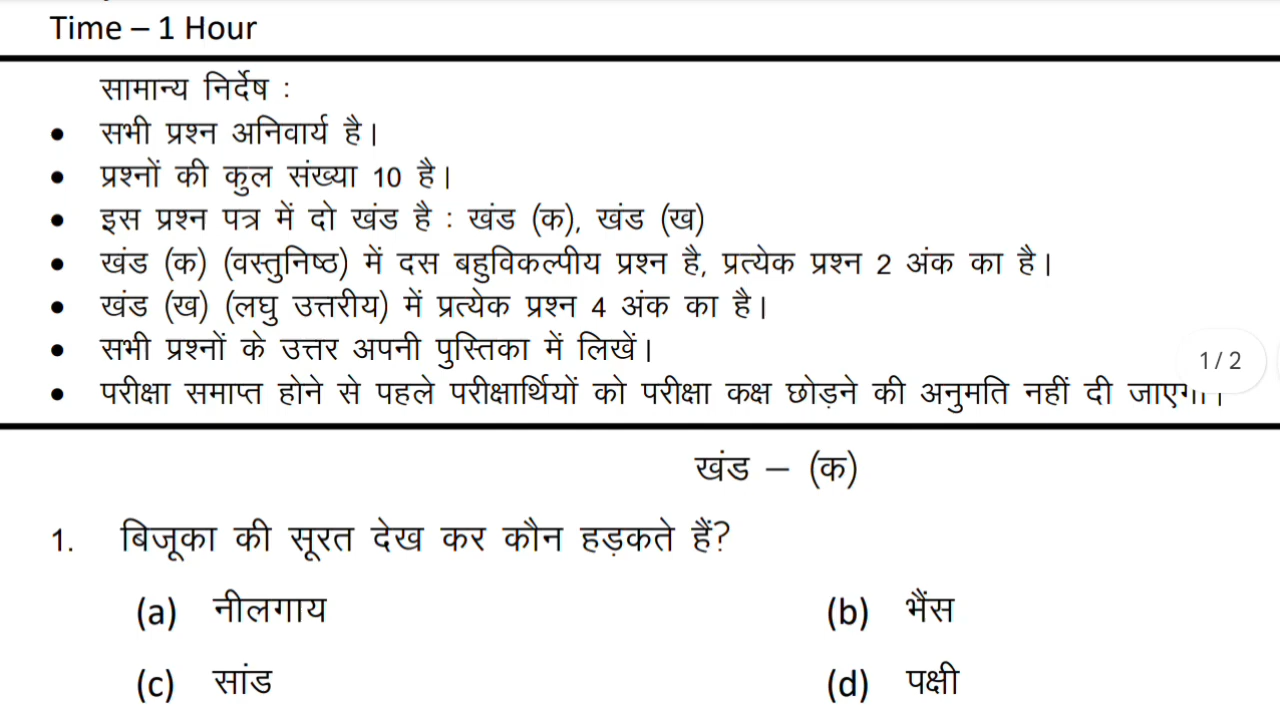 Time – 1 Hour
सामान्य निर्देष :
• सभी प्रश्न अनिवार्य है।
• प्रश्नों की कुल संख्या 10 है।
• इस प्रश्न पत्र में दो खंड है : खंड (क), खंड (ख)
• खंड (क) (वस्तुनिष्ठ) में दस बहुविकल्पीय प्रश्न है, प्रत्येक प्रश्न 2 अंक का है।
• खंड (ख) (लघु उत्तरीय) में प्रत्येक प्रश्न 4 अंक का है।
• सभी प्रश्नों के उत्तर अपनी पुस्तिका में लिखें।
1 / 2
• परीक्षा समाप्त होने से पहले परीक्षार्थियों को परीक्षा कक्ष छोड़ने की अनुमति नहीं दी जाएगी।
खंड – (क)
1. बिजूका की सूरत देख कर कौन हड़कते हैं?
(a) नीलगाय (b) भैंस
(c) सांड (d) पक्षी